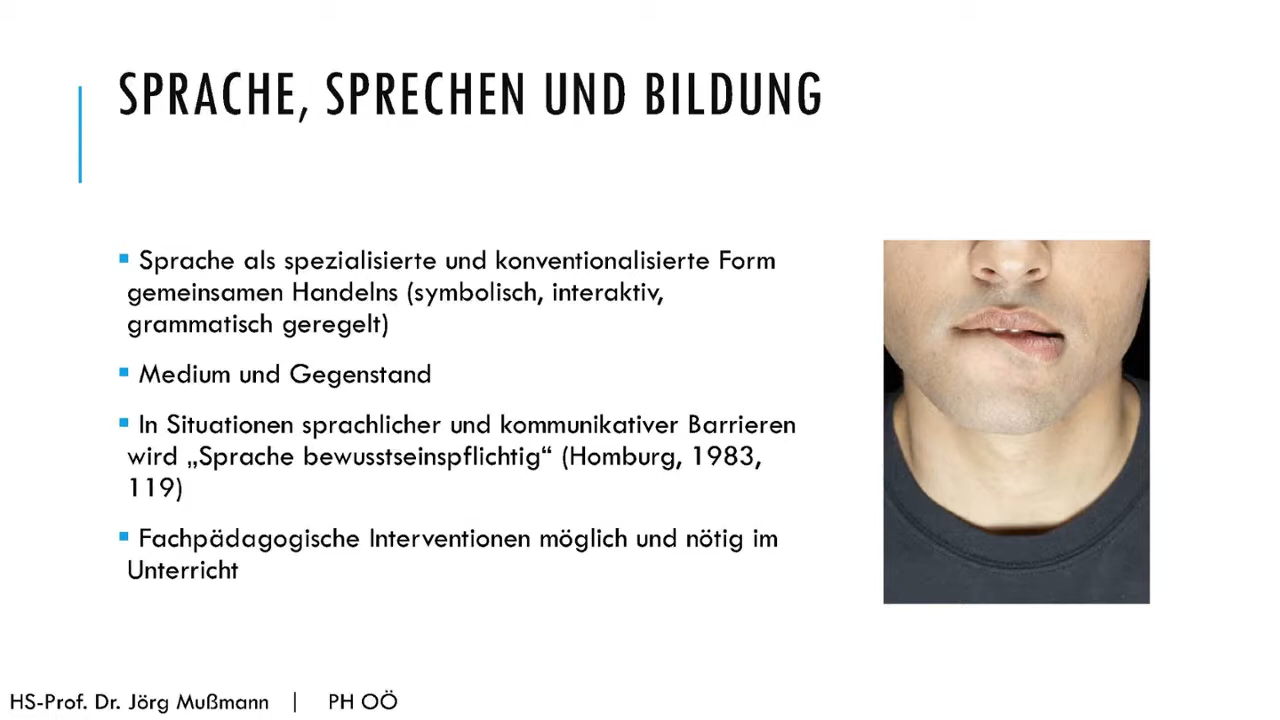 SPRACHE, SPRECHEN UND BILDUNG
▪ Sprache als spezialisierte und konventionalisierte Form
gemeinsamen Handelns (symbolisch, interaktiv,
grammatisch geregelt)
▪ Medium und Gegenstand
▪ In Situationen sprachlicher und kommunikativer Barrieren
wird „Sprache bewusstseinspflichtig“ (Homburg, 1983,
119)
▪ Fachpädagogische Interventionen möglich und nötig im
Unterricht
HS-Prof. Dr. Jörg Mußmann | PH OÖ